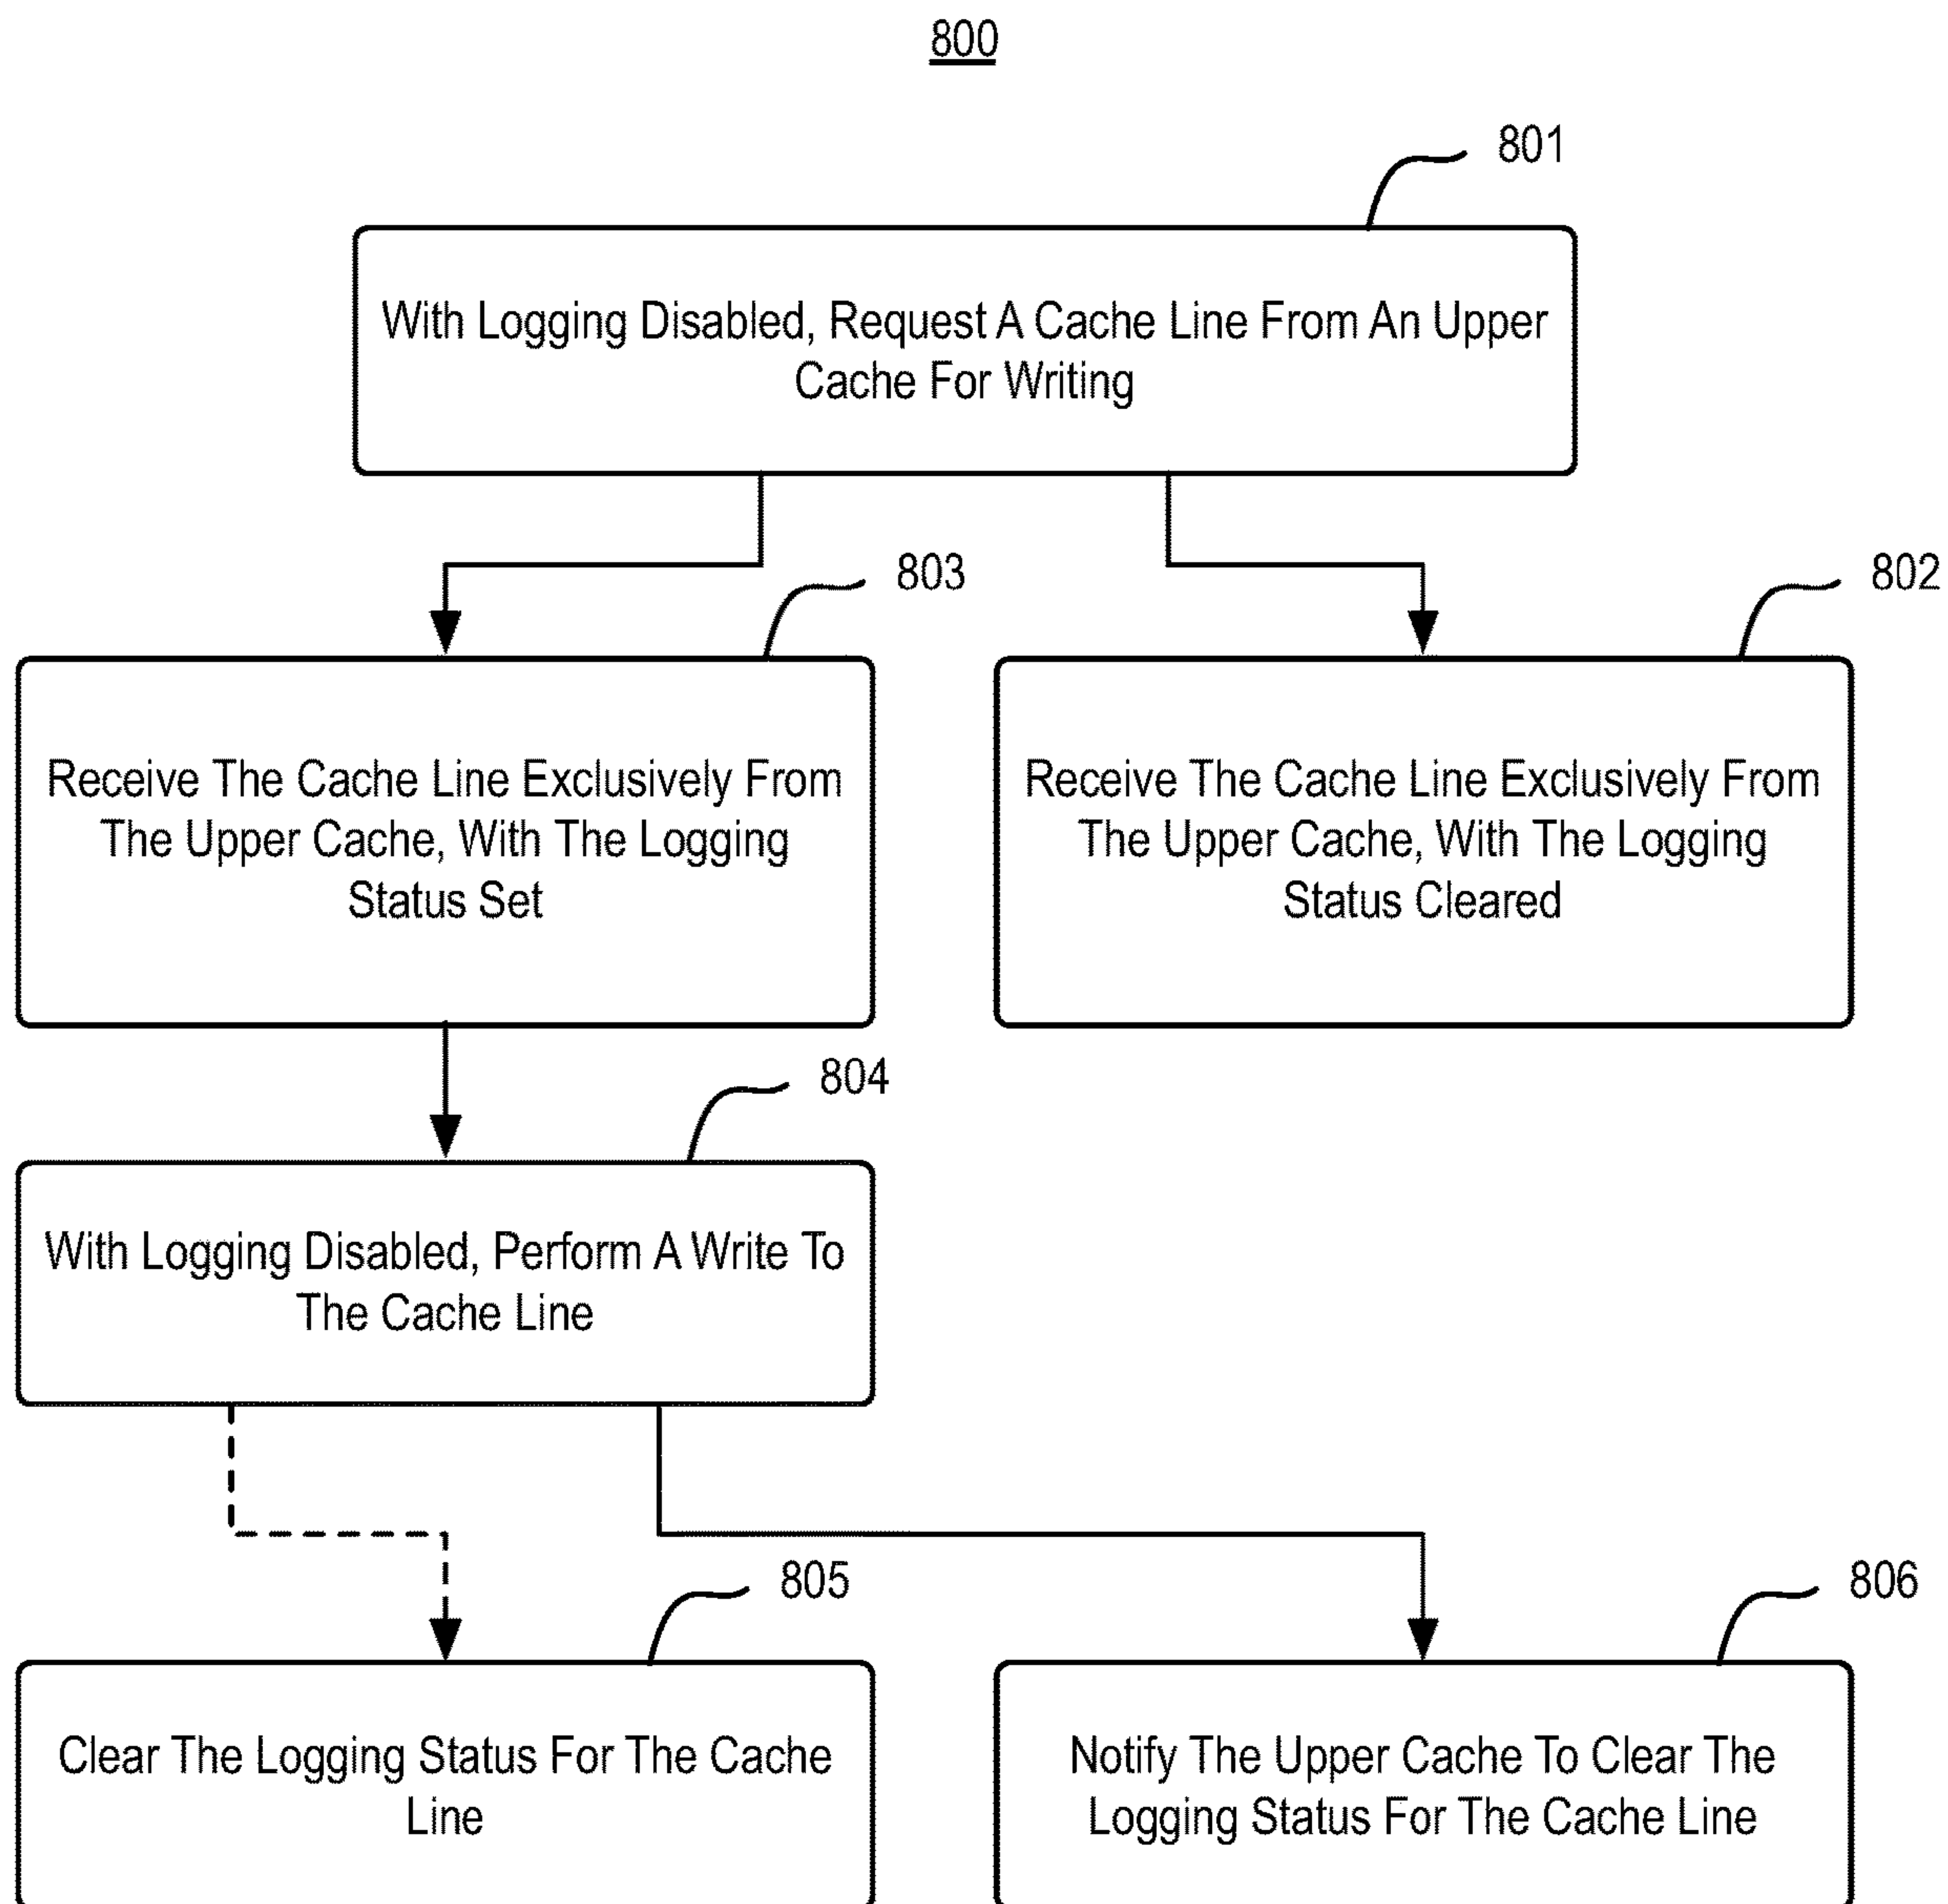 800
801
With Logging Disabled, Request A Cache Line From An Upper
Cache For Writing
803
802
Receive The Cache Line Exclusively From
The Upper Cache, With The Logging
Status Set
Receive The Cache Line Exclusively From
The Upper Cache, With The Logging
Status Cleared
804
With Logging Disabled, Perform A Write To
The Cache Line
805
806
Clear The Logging Status For The Cache
Line
Notify The Upper Cache To Clear The
Logging Status For The Cache Line